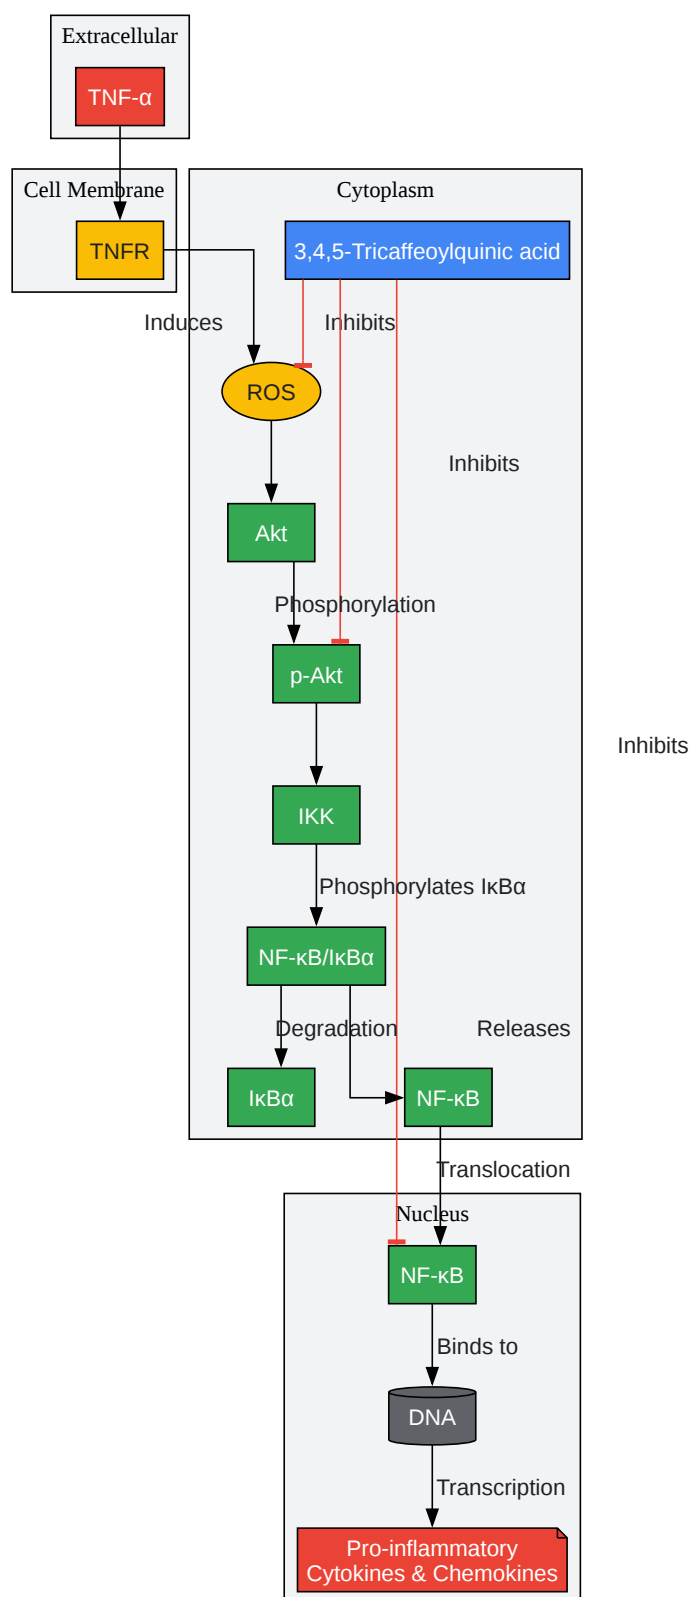 Extracellular
TNF-α
Cell Membrane
Cytoplasm
TNFR
3,4,5-Tricaffeoylquinic acid
Induces
Inhibits
ROS
Inhibits
Akt
Phosphorylation
p-Akt
Inhibits
IKK
Phosphorylates IκBα
NF-κB/IκBα
Degradation
Releases
IκBα
NF-κB
Translocation
Nucleus
NF-κB
Binds to
DNA
Transcription
Pro-inflammatory
Cytokines & Chemokines